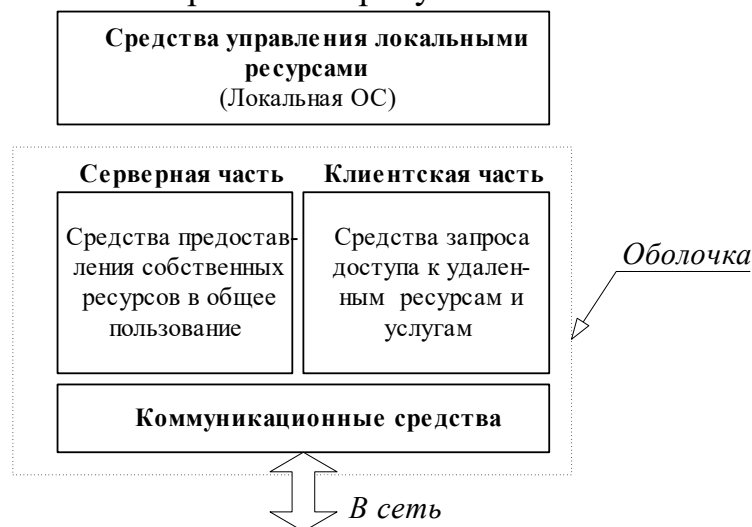 Средства управления локальными
ресурсами
(Локальная ОС)
Серверная часть
Клиентская часть
Средства предостав-
ления собственных
ресурсов в общее
пользование
Средства запроса
доступа к удален-
ным ресурсам и
услугам
Оболочка
Коммуникационные средства
В сеть